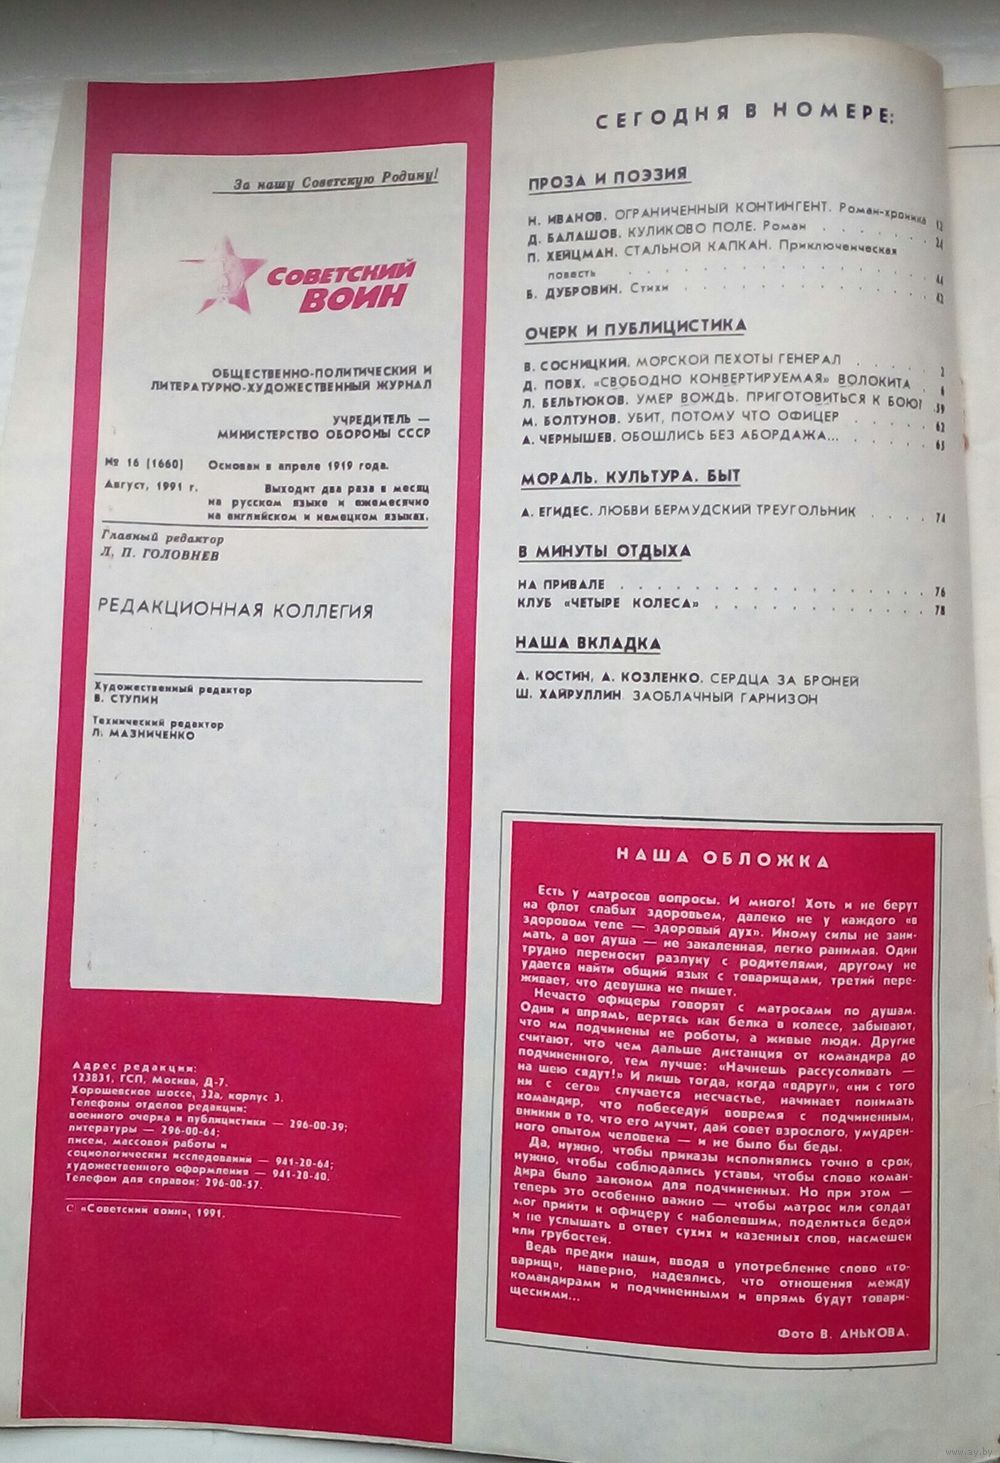 За нашу Советскую Родину!
СОВЕТСКИЙ
ВОИН
ОБЩЕСТВЕННО-ПОЛИТИЧЕСКИЙ И
ЛИТЕРАТУРНО-ХУДОЖЕСТВЕННЫЙ ЖУРНАЛ
УЧРЕДИТЕЛЬ —
МИНИСТЕРСТВО ОБОРОНЫ СССР
№ 16 (1660) Основан в апреле 1919 года.
Август, 1991 г. Выходит два раза в месяц
на русском языке и ежемесячно
на английском и немецком языках.
Главный редактор
Л. П. ГОЛОВНЕВ
РЕДАКЦИОННАЯ КОЛЛЕГИЯ
Художественный редактор
В. СТУПИН
Технический редактор
Л. МАЗНИЧЕНКО
Адрес редакции:
123831, ГСП, Москва, Д-7.
Хорошевское шоссе, 32а, корпус 3.
Телефоны отделов редакции:
военного очерка и публицистики — 296-00-39;
литературы — 296-00-64;
писем, массовой работы и
социологических исследований — 941-20-64;
художественного оформления — 941-28-40.
Телефон для справок: 296-00-57.
С «Советский воин», 1991.
СЕГОДНЯ В НОМЕРЕ:
ПРОЗА И ПОЭЗИЯ
Н. ИВАНОВ. ОГРАНИЧЕННЫЙ КОНТИНГЕНТ. Роман-хроника 12
Д. БАЛАШОВ. КУЛИКОВО ПОЛЕ. Роман . . . . . . . 24
П. ХЕЙЦМАН. СТАЛЬНОЙ КАПКАН. Приключенческая
повесть . . . . . . . . . . . . . . . 44
Б. ДУБРОВИН. Стихи . . . . . . . . . . . . 42
ОЧЕРК И ПУБЛИЦИСТИКА
В. СОСНИЦКИЙ. МОРСКОЙ ПЕХОТЫ ГЕНЕРАЛ . . . . . 2
Д. ПОВХ. «СВОБОДНО КОНВЕРТИРУЕМАЯ» ВОЛОКИТА . 6
Л. БЕЛЬТЮКОВ. УМЕР ВОЖДЬ. ПРИГОТОВИТЬСЯ К БОЮ! 39
М. БОЛТУНОВ. УБИТ, ПОТОМУ ЧТО ОФИЦЕР . . . . . 62
А. ЧЕРНЫШЕВ. ОБОШЛИСЬ БЕЗ АБОРДАЖА... . . . . . 65
МОРАЛЬ. КУЛЬТУРА. БЫТ
А. ЕГИДЕС. ЛЮБВИ БЕРМУДСКИЙ ТРЕУГОЛЬНИК . . . . 74
В МИНУТЫ ОТДЫХА
НА ПРИВАЛЕ . . . . . . . . . . . . . . 76
КЛУБ «ЧЕТЫРЕ КОЛЕСА» . . . . . . . . . . . 78
НАША ВКЛАДКА
А. КОСТИН, А. КОЗЛЕНКО. СЕРДЦА ЗА БРОНЕЙ
Ш. ХАЙРУЛЛИН. ЗАОБЛАЧНЫЙ ГАРНИЗОН
НАША ОБЛОЖКА
Есть у матросов вопросы. И много! Хоть и не берут
на флот слабых здоровьем, далеко не у каждого «в
здоровом теле — здоровый дух». Иному силы не зани-
мать, а вот душа — не закаленная, легко ранимая. Один
трудно переносит разлуку с родителями, другому не
удается найти общий язык с товарищами, третий пере-
живает, что девушка не пишет.
Нечасто офицеры говорят с матросами по душам.
Одни и впрямь, вертясь как белка в колесе, забывают,
что им подчинены не роботы, а живые люди. Другие
считают, что чем дальше дистанция от командира до
подчиненного, тем лучше: «Начнешь рассусоливать —
на шею сядут!» И лишь тогда, когда «вдруг», «ни с того
ни с сего» случается несчастье, начинает понимать
командир, что побеседуй вовремя с подчиненным,
вникни в то, что его мучит, дай совет взрослого, умудрен-
ного опытом человека — и не было бы беды.
Да, нужно, чтобы приказы исполнялись точно в срок,
нужно, чтобы соблюдались уставы, чтобы слово коман-
дира было законом для подчиненных. Но при этом —
теперь это особенно важно — чтобы матрос или солдат
мог прийти к офицеру с наболевшим, поделиться бедой
и не услышать в ответ сухих и казенных слов, насмешек
или грубостей.
Ведь предки наши, вводя в употребление слово «то-
варищ», наверно, надеялись, что отношения между
командирами и подчиненными и впрямь будут товари-
щескими...
Фото В. АНЬКОВА.
www.ay.by